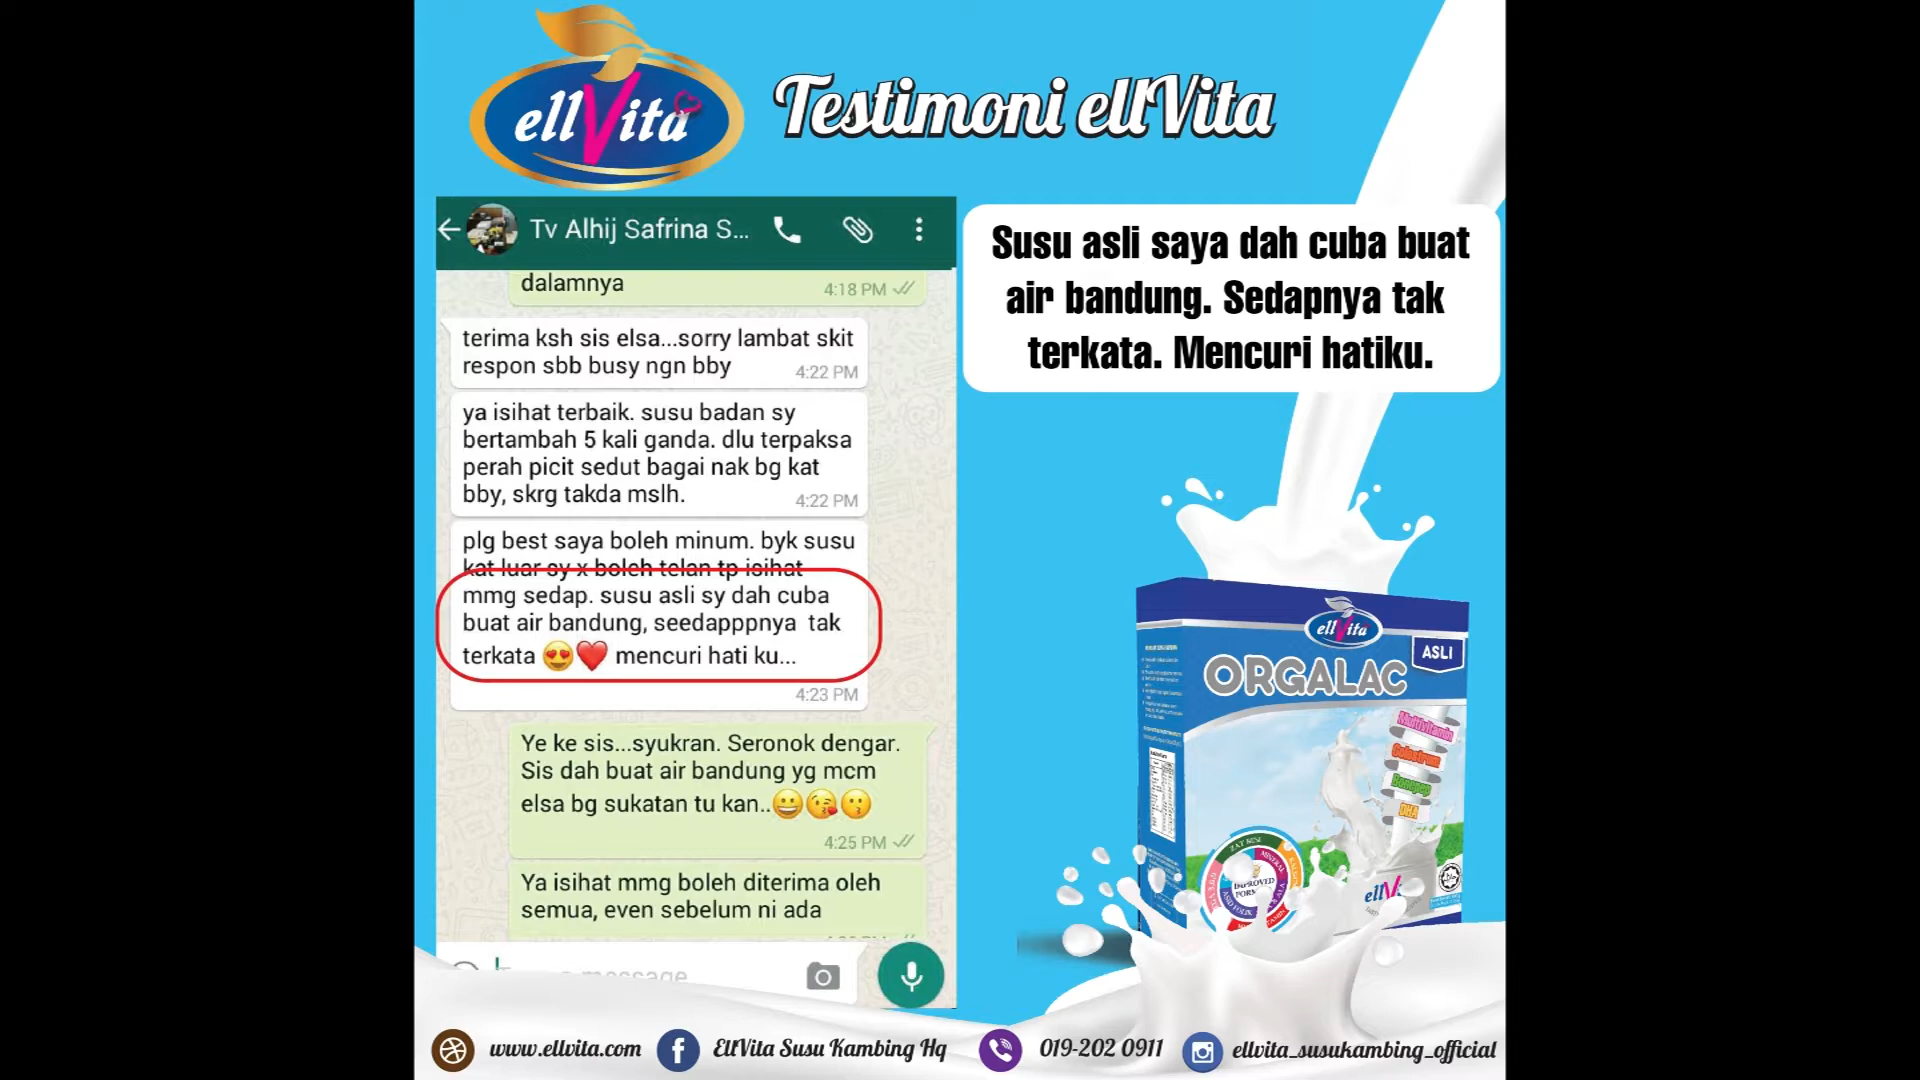 ellVita
Testimoni ellVita
Tv Alhij Safrina S...
dalamnya
4:18 PM
terima ksh sis elsa...sorry lambat skit
respon sbb busy ngn bby
4:22 PM
ya isihat terbaik. susu badan sy
bertambah 5 kali ganda. dlu terpaksa
perah picit sedut bagai nak bg kat
bby, skrg takda mslh.
4:22 PM
plg best saya boleh minum. byk susu
kat luar sy x boleh telan tp isihat
mmg sedap. susu asli sy dah cuba
buat air bandung, seedapppnya tak
terkata 😍❤️ mencuri hati ku...
4:23 PM
Ye ke sis...syukran. Seronok dengar.
Sis dah buat air bandung yg mcm
elsa bg sukatan tu kan..😀😘😗
4:25 PM
Ya isihat mmg boleh diterima oleh
semua, even sebelum ni ada
message
Susu asli saya dah cuba buat
air bandung. Sedapnya tak
terkata. Mencuri hatiku.
ellVita
ASLI
ORGALAC
Multivitamin
Colostrum
Bonepep
DHA
IMPROVED
ellVi
www.ellvita.com
EllVita Susu Kambing Hq
019-202 0911
ellvita_susukambing_official